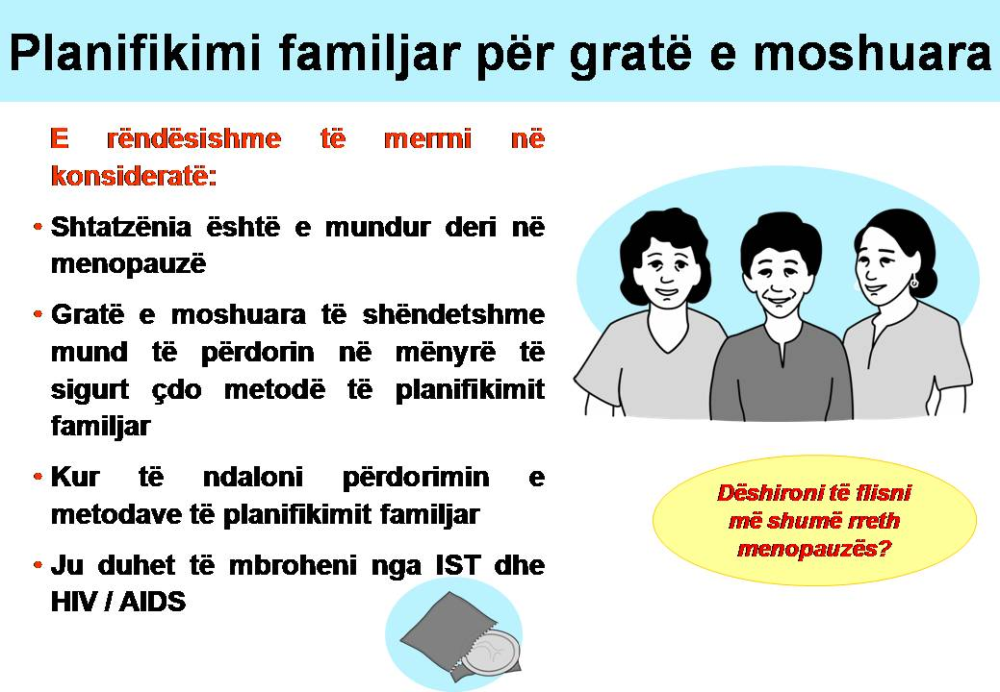 Planifikimi familjar për gratë e moshuara
E rëndësishme të merrni në
konsideratë:
• Shtatzënia është e mundur deri në
menopauzë
• Gratë e moshuara të shëndetshme
mund të përdorin në mënyrë të
sigurt çdo metodë të planifikimit
familjar
• Kur të ndaloni përdorimin e
metodave të planifikimit familjar
• Ju duhet të mbroheni nga IST dhe
HIV / AIDS
Dëshironi të flisni
më shumë rreth
menopauzës?